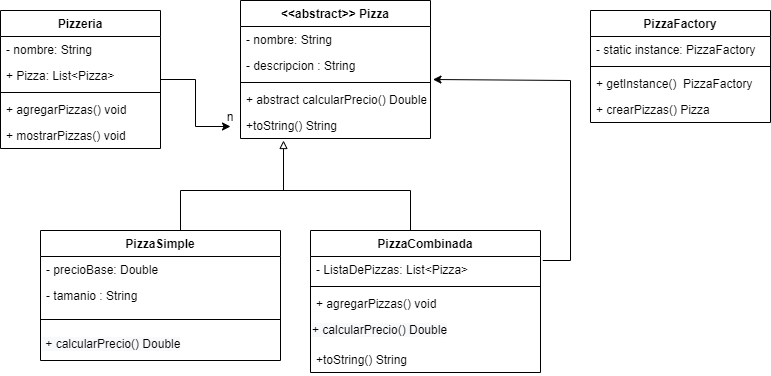 Pizzeria
- nombre: String
+ Pizza: List<Pizza>
+ agregarPizzas() void
+ mostrarPizzas() void
n
<<abstract>> Pizza
- nombre: String
- descripcion : String
+ abstract calcularPrecio() Double
+toString() String
PizzaFactory
- static instance: PizzaFactory
+ getInstance()  PizzaFactory
+ crearPizzas() Pizza
PizzaSimple
- precioBase: Double
- tamanio : String
+ calcularPrecio() Double
PizzaCombinada
- ListaDePizzas: List<Pizza>
+ agregarPizzas() void
+ calcularPrecio() Double
+toString() String